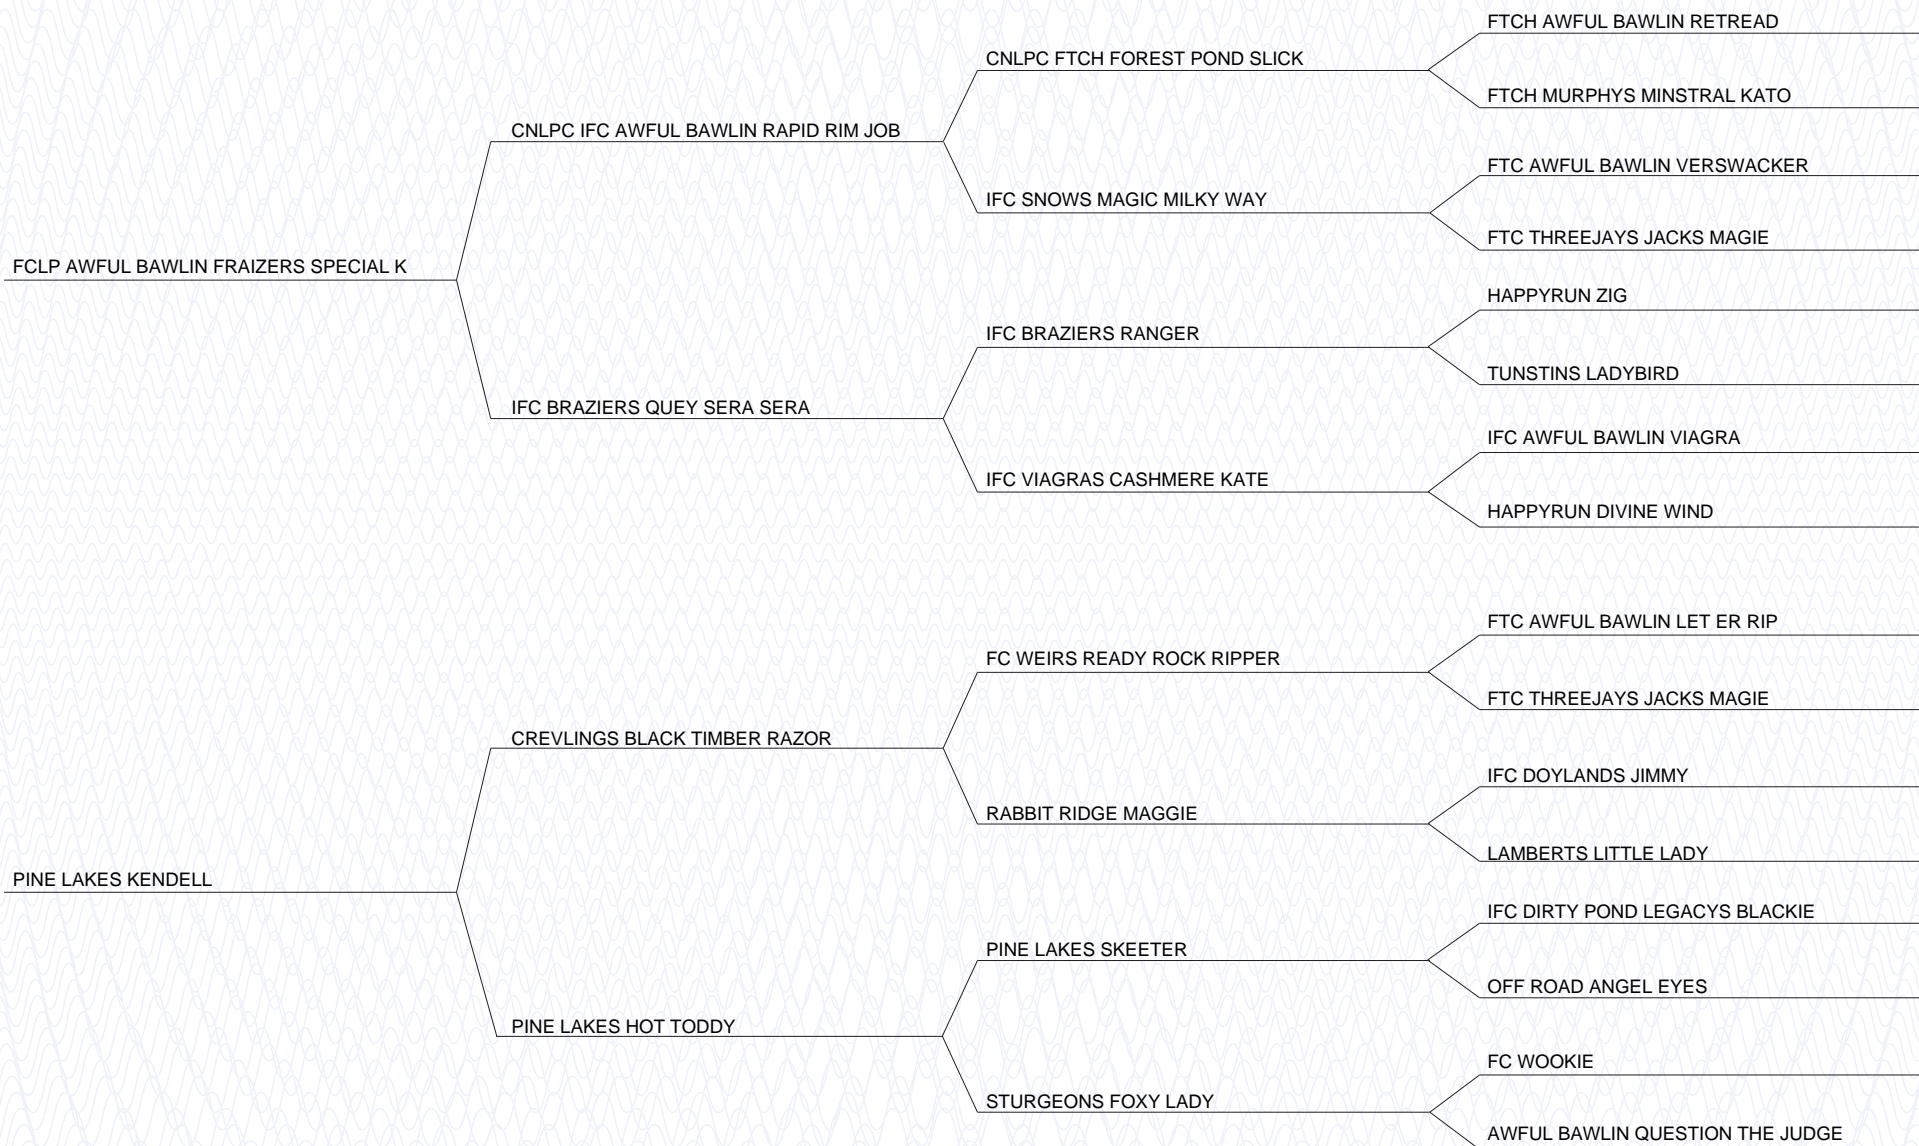 FTCH AWFUL BAWLIN RETREAD
CNLPC FTCH FOREST POND SLICK
FTCH MURPHYS MINSTRAL KATO
CNLPC IFC AWFUL BAWLIN RAPID RIM JOB
FTC AWFUL BAWLIN VERSWACKER
IFC SNOWS MAGIC MILKY WAY
FTC THREEJAYS JACKS MAGIE
FCLP AWFUL BAWLIN FRAIZERS SPECIAL K
HAPPYRUN ZIG
IFC BRAZIERS RANGER
TUNSTINS LADYBIRD
IFC BRAZIERS QUEY SERA SERA
IFC AWFUL BAWLIN VIAGRA
IFC VIAGRAS CASHMERE KATE
HAPPYRUN DIVINE WIND
FTC AWFUL BAWLIN LET ER RIP
FC WEIRS READY ROCK RIPPER
FTC THREEJAYS JACKS MAGIE
CREVLINGS BLACK TIMBER RAZOR
IFC DOYLANDS JIMMY
RABBIT RIDGE MAGGIE
LAMBERTS LITTLE LADY
PINE LAKES KENDELL
IFC DIRTY POND LEGACYS BLACKIE
PINE LAKES SKEETER
OFF ROAD ANGEL EYES
PINE LAKES HOT TODDY
FC WOOKIE
STURGEONS FOXY LADY
AWFUL BAWLIN QUESTION THE JUDGE